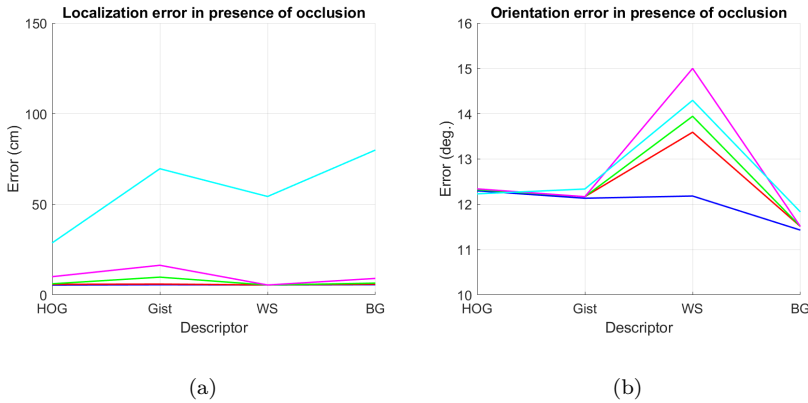 Localization error in presence of occlusion
150
100
50
0
Error (cm)
HOG Gist WS BG
Descriptor
(a)
Orientation error in presence of occlusion
16
15
14
13
12
11
10
Error (deg.)
HOG Gist WS BG
Descriptor
(b)